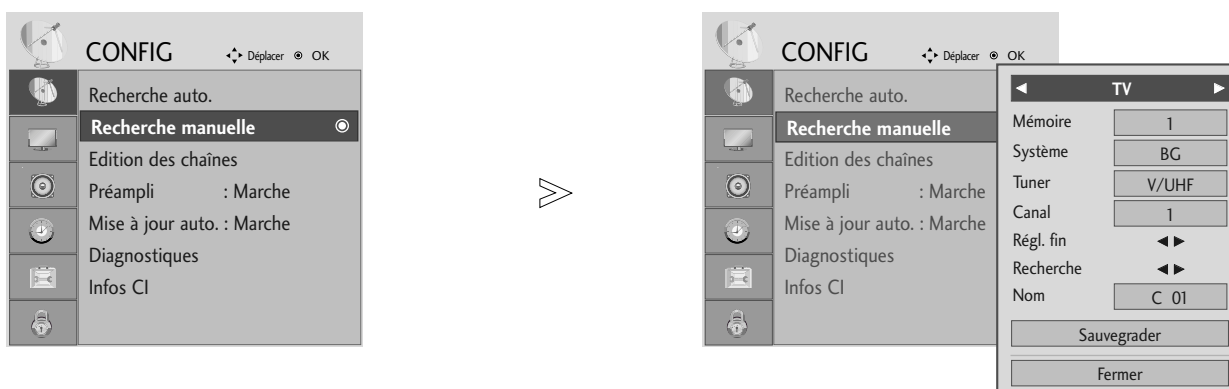 CONFIG Déplacer OK
Recherche auto.
Recherche manuelle
Edition des chaînes
Préampli : Marche
Mise à jour auto. : Marche
Diagnostiques
Infos CI
CONFIG Déplacer OK
Recherche auto.
Recherche manuelle
Edition des chaînes
Préampli : Marche
Mise à jour auto. : Marche
Diagnostiques
Infos CI
TV
Mémoire 1
Système BG
Tuner V/UHF
Canal 1
Régl. fin
Recherche
Nom C 01
Sauvegrader
Fermer